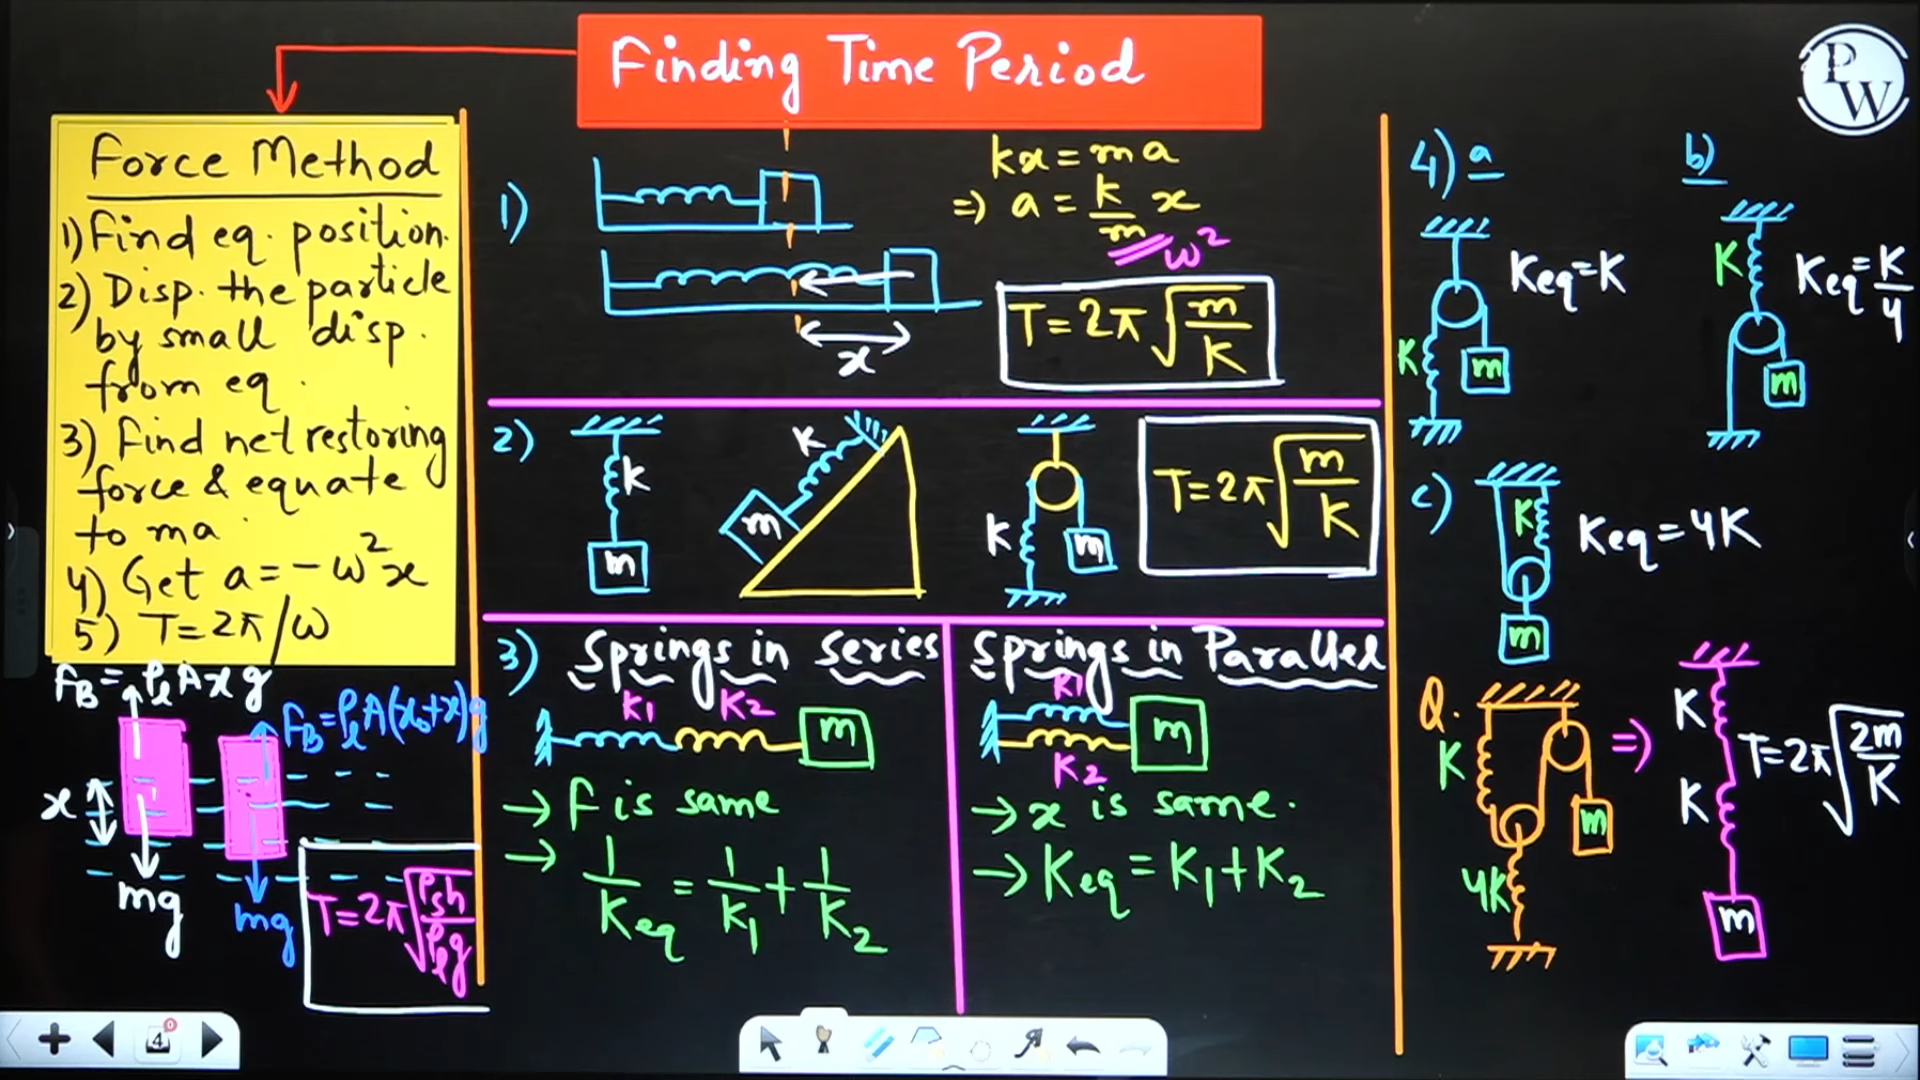 Finding Time Period
PW
Force Method
1) Find eq. position.
2) Disp. the particle
by small disp.
from eq.
3) Find net restoring
force & equate
to ma.
4) Get a = -ω²x
5) T = 2π/ω
F_B = ρ_l A x g
F_B = ρ_l A(x₀+x)g
x
mg
mg
T = 2π√(ρ_s h/ρ_l g)
1)
kx = ma
⇒ a = k/m x
ω²
x
T = 2π√(m/K)
2)
K
m
K
m
K
m
T = 2π√(m/K)
3) Springs in Series
K₁ K₂
m
→ F is same
→ 1/Keq = 1/K₁ + 1/K₂
Springs in Parallel
K₁
m
K₂
→ x is same.
→ Keq = K₁+K₂
4) a
K
m
Keq = K
b)
K
m
Keq = K/4
c)
K
m
Keq = 4K
Q.
K
m
4K
⇒
K
K
m
T = 2π√(2m/K)
4
0